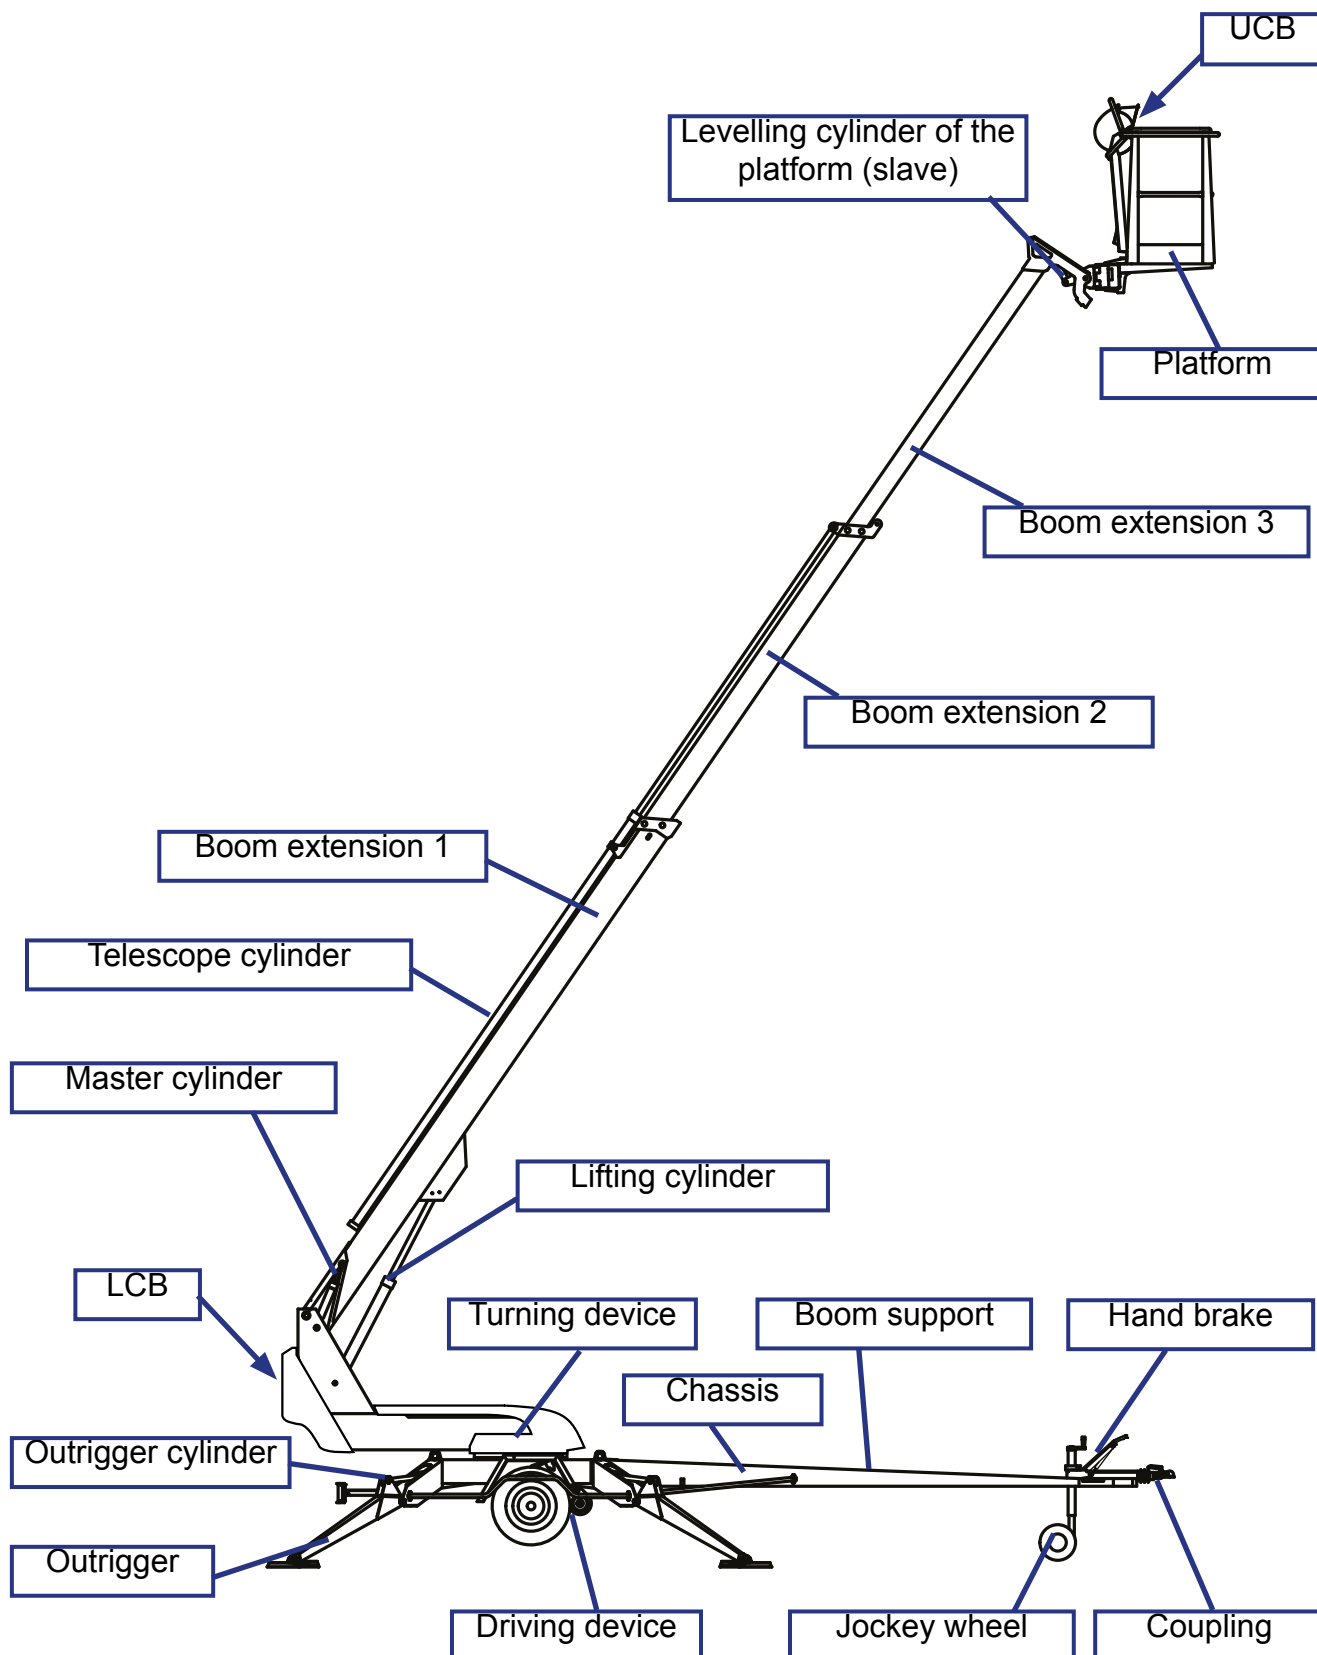 UCB
Levelling cylinder of the
platform (slave)
Platform
Boom extension 3
Boom extension 2
Boom extension 1
Telescope cylinder
Master cylinder
Lifting cylinder
LCB
Turning device
Boom support
Hand brake
Chassis
Outrigger cylinder
Outrigger
Driving device
Jockey wheel
Coupling